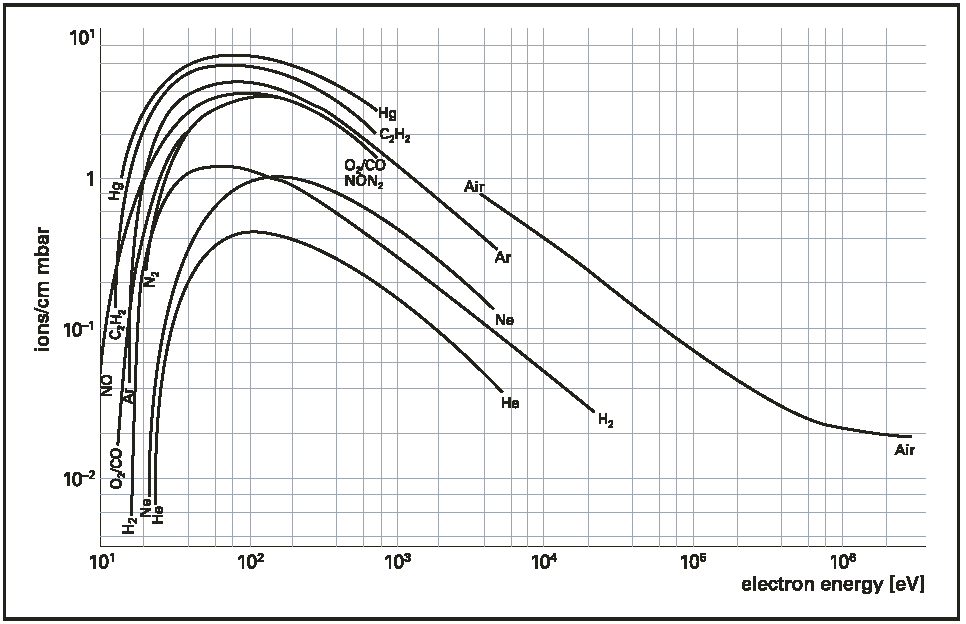 10¹
Hg
C₂H₂
O₂/CO
NON₂
Air
1
Hg
Ar
N₂
ions/cm mbar
C₂H₂
10⁻¹
Ne
NO
Ar
He
H₂
O₂/CO
Air
10⁻²
Ne
He
H₂
10¹ 10² 10³ 10⁴ 10⁵ 10⁶
electron energy [eV]